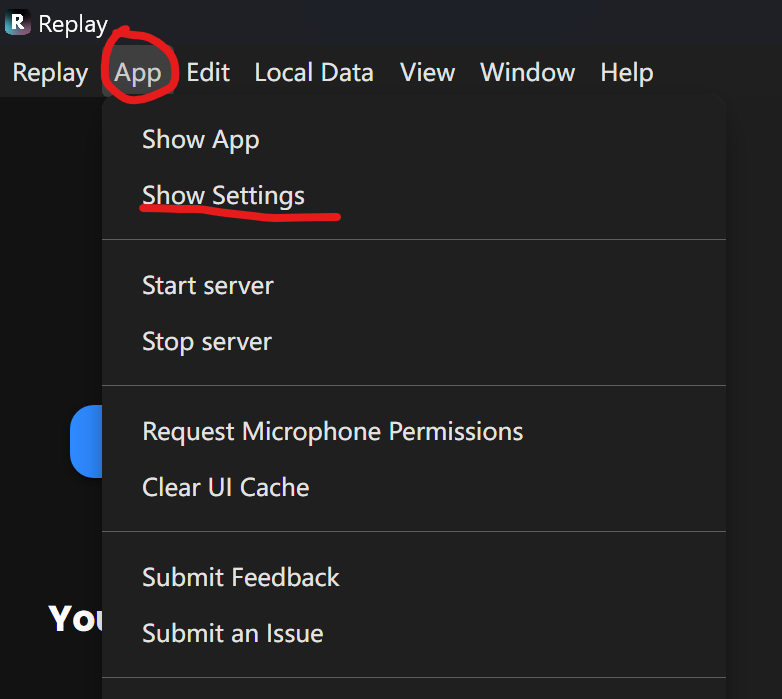 R Replay
Replay App Edit Local Data View Window Help
Show App
Show Settings
Start server
Stop server
Request Microphone Permissions
Clear UI Cache
Submit Feedback
You
Submit an Issue